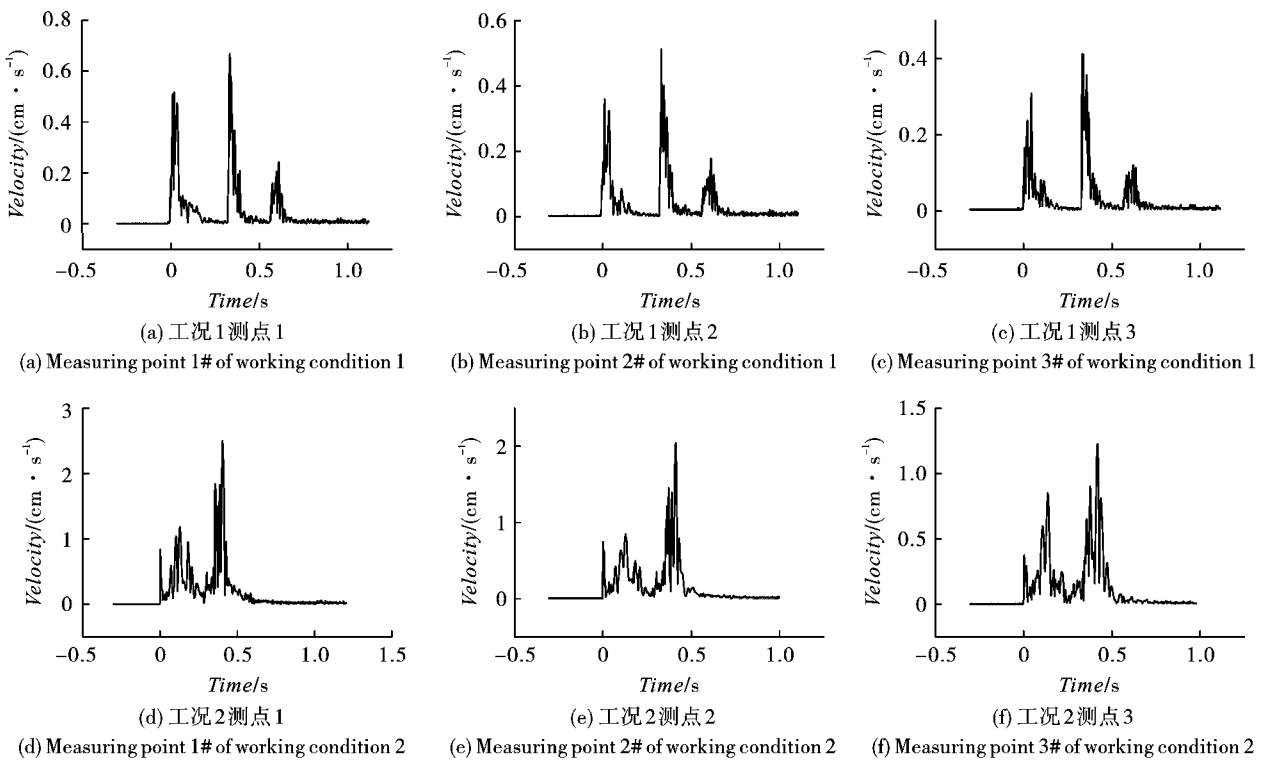 0.8
0.6
0.4
0.2
0
Velocity/(cm · s⁻¹)
−0.5 0 0.5 1.0
Time/s
(a) 工况1测点1
(a) Measuring point 1# of working condition 1
0.6
0.4
0.2
0
Velocity/(cm · s⁻¹)
−0.5 0 0.5 1.0
Time/s
(b) 工况1测点2
(b) Measuring point 2# of working condition 1
0.4
0.2
0
Velocity/(cm · s⁻¹)
−0.5 0 0.5 1.0
Time/s
(c) 工况1测点3
(c) Measuring point 3# of working condition 1
3
2
1
0
Velocity/(cm · s⁻¹)
−0.5 0 0.5 1.0 1.5
Time/s
(d) 工况2测点1
(d) Measuring point 1# of working condition 2
2
1
0
Velocity/(cm · s⁻¹)
−0.5 0 0.5 1.0
Time/s
(e) 工况2测点2
(e) Measuring point 2# of working condition 2
1.5
1.0
0.5
0
Velocity/(cm · s⁻¹)
−0.5 0 0.5 1.0
Time/s
(f) 工况2测点3
(f) Measuring point 3# of working condition 2